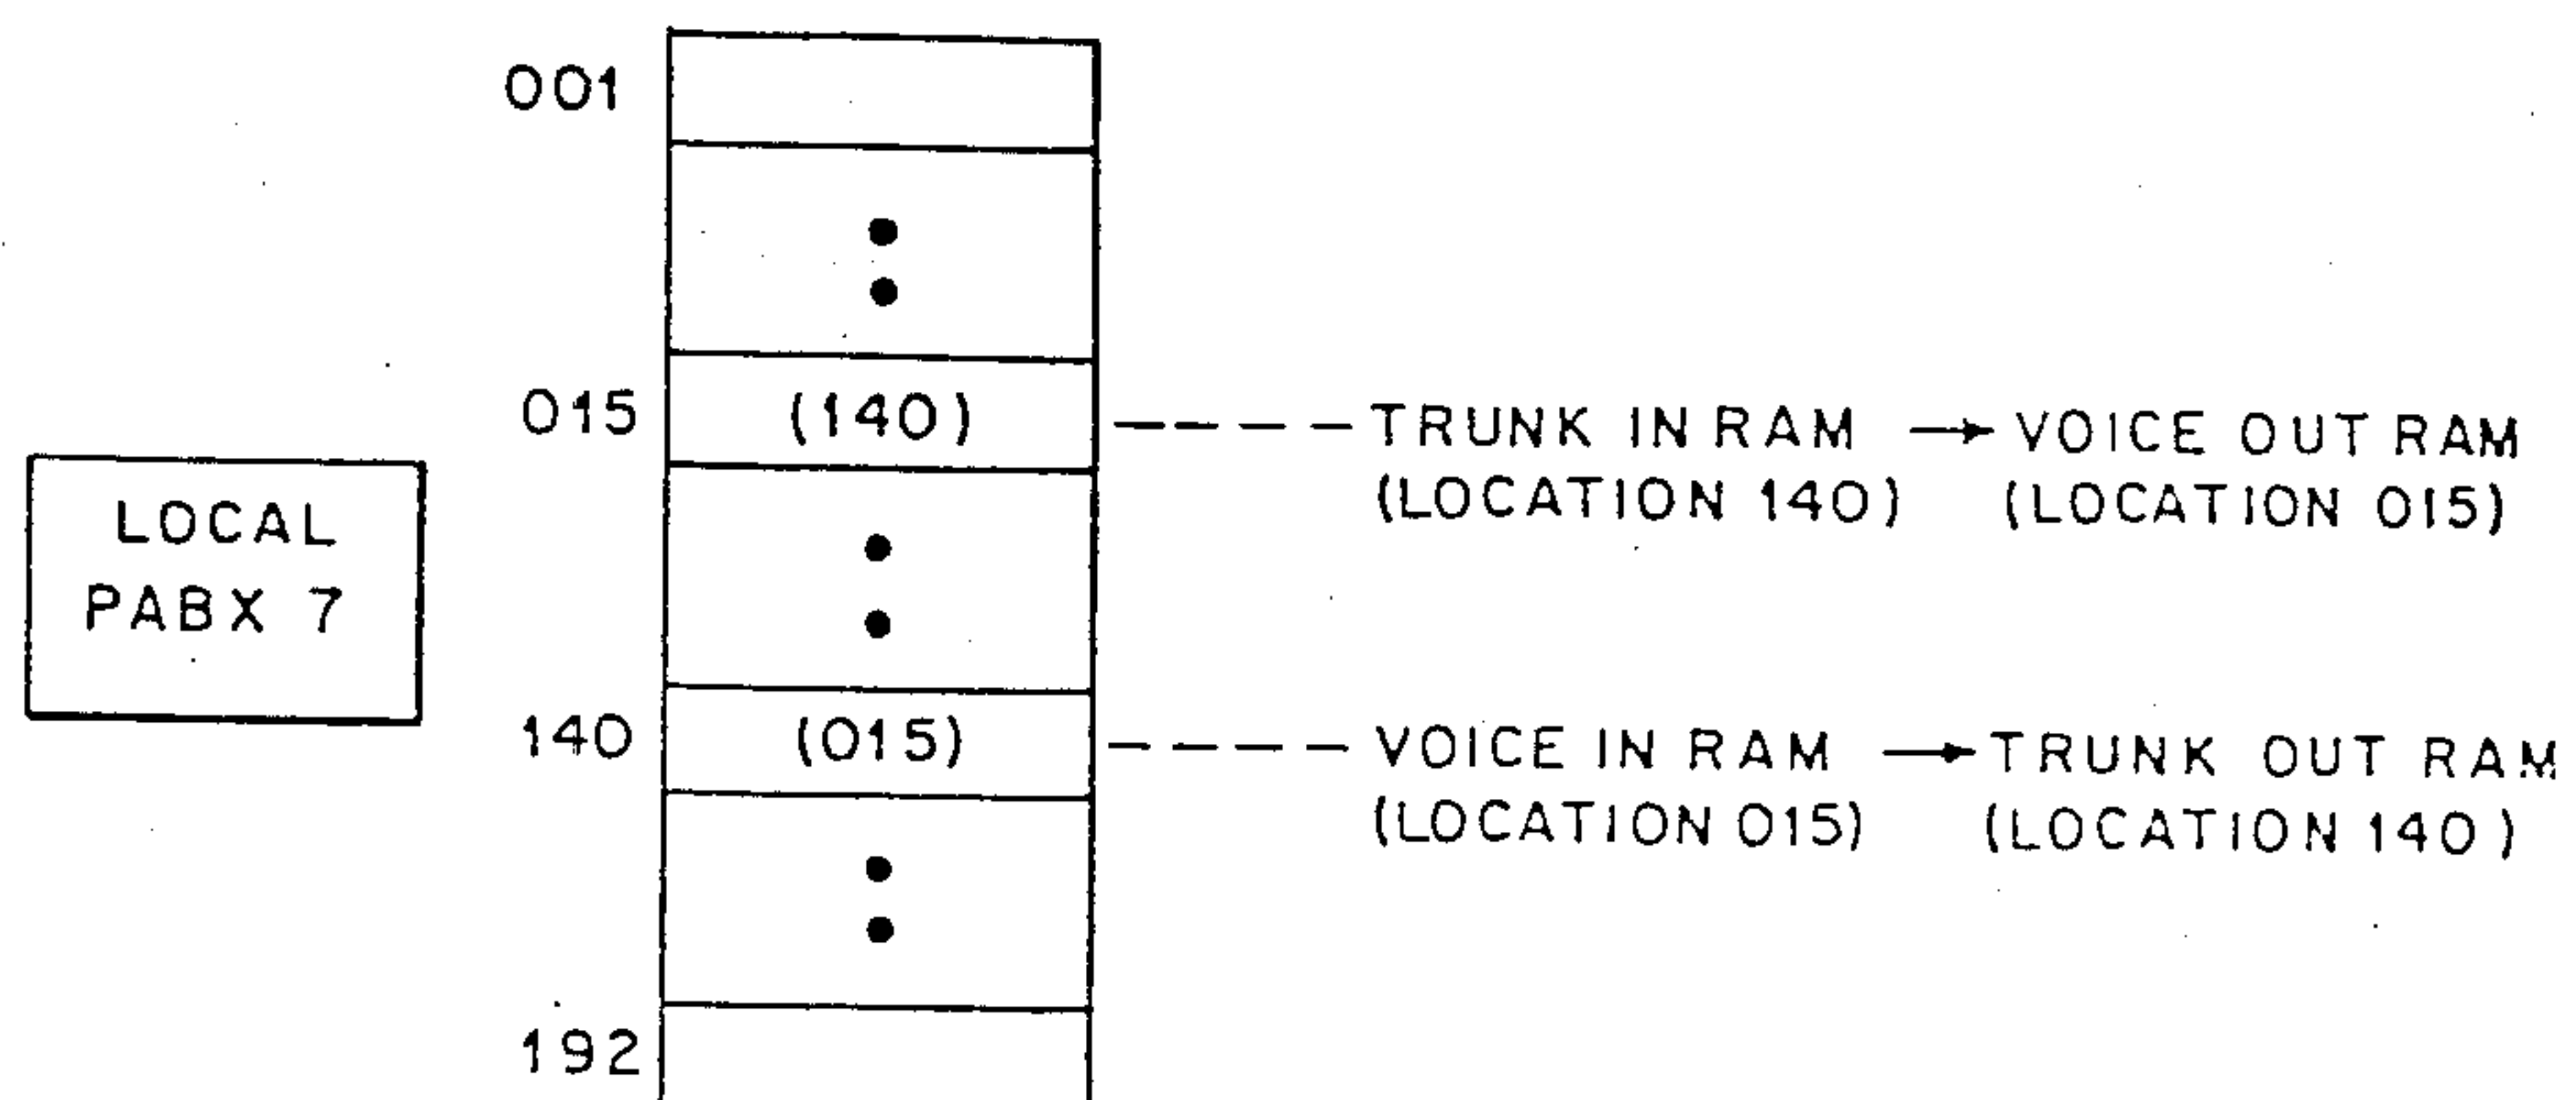 001
015 (140) TRUNK IN RAM → VOICE OUT RAM
(LOCATION 140) (LOCATION 015)
LOCAL
PABX 7
140 (015) VOICE IN RAM → TRUNK OUT RAM
(LOCATION 015) (LOCATION 140)
192